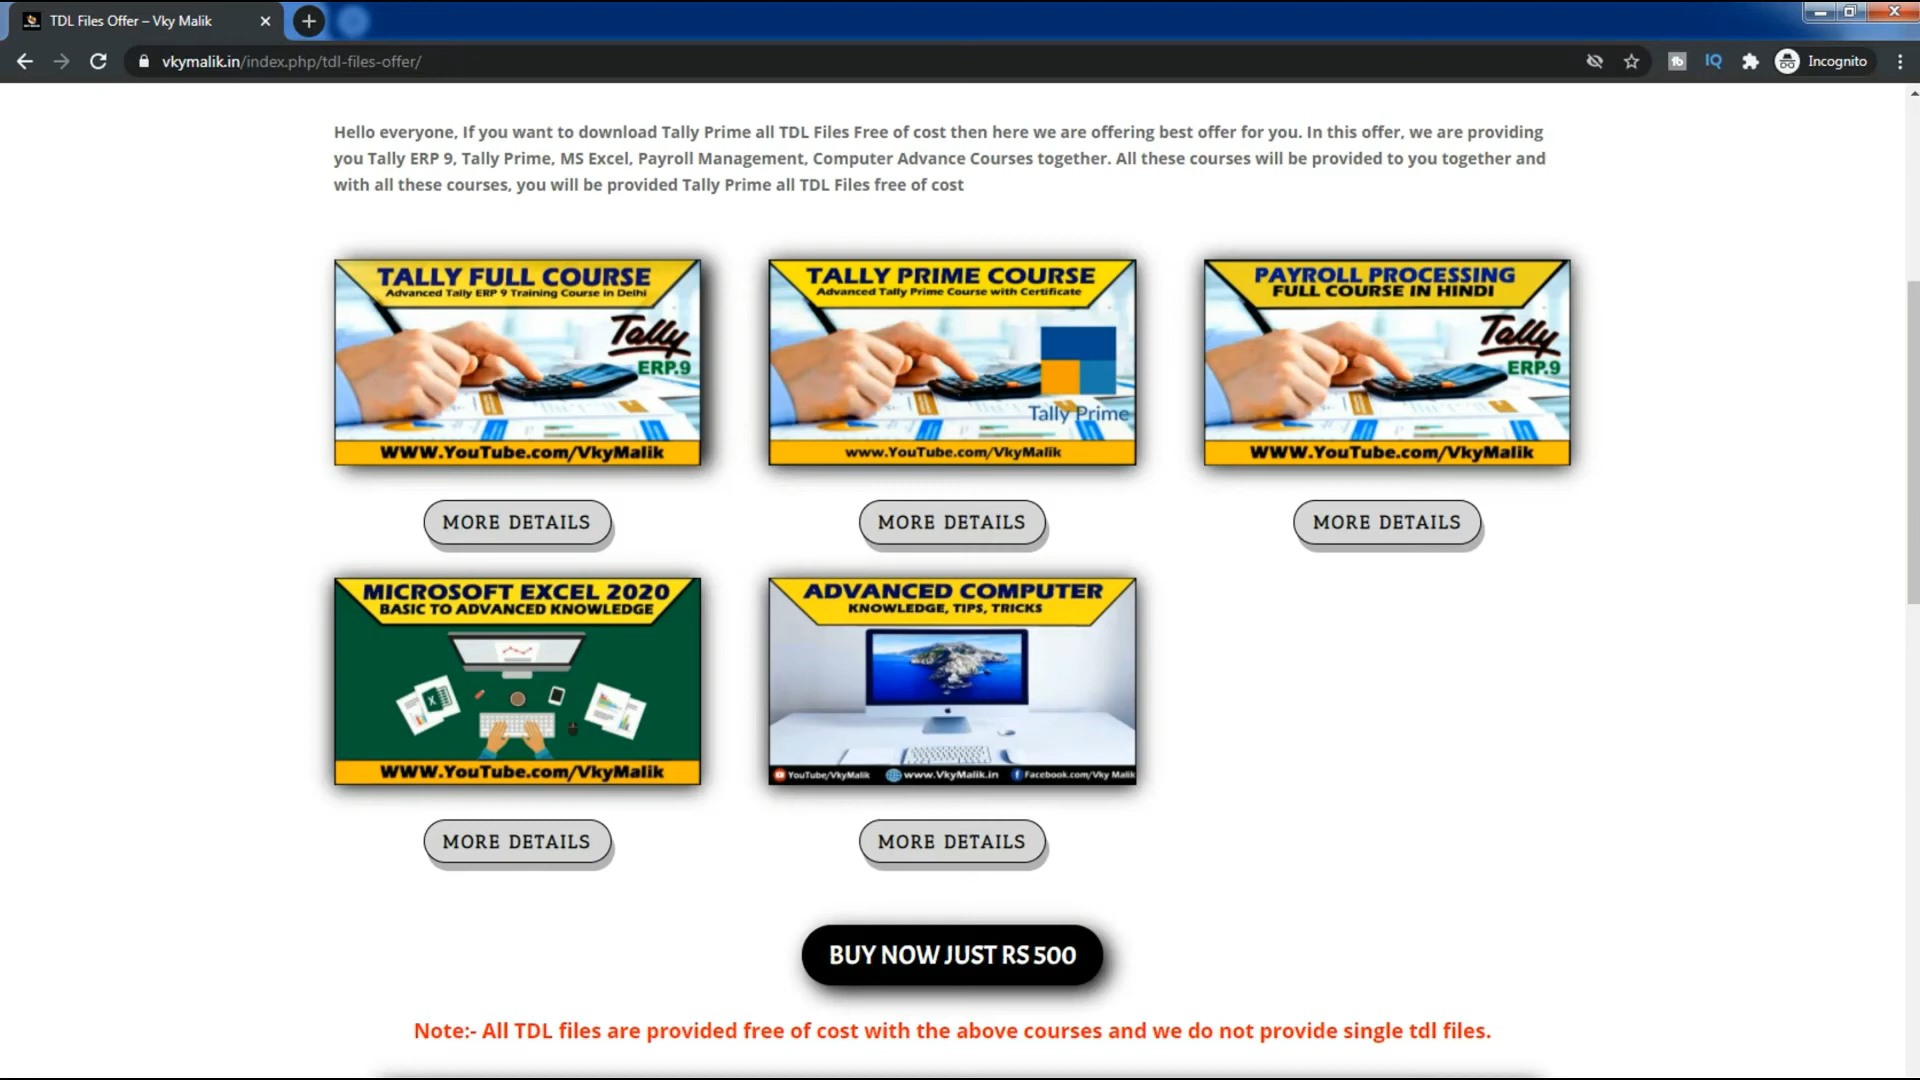 TDL Files Offer – Vky Malik
vkymalik.in/index.php/tdl-files-offer/
Incognito
Hello everyone, If you want to download Tally Prime all TDL Files Free of cost then here we are offering best offer for you. In this offer, we are providing
you Tally ERP 9, Tally Prime, MS Excel, Payroll Management, Computer Advance Courses together. All these courses will be provided to you together and
with all these courses, you will be provided Tally Prime all TDL Files free of cost
TALLY FULL COURSE
Advanced Tally ERP 9 Training Course in Delhi
Tally
ERP.9
WWW.YouTube.com/VkyMalik
TALLY PRIME COURSE
Advanced Tally Prime Course with Certificate
Tally Prime
www.YouTube.com/VkyMalik
PAYROLL PROCESSING
FULL COURSE IN HINDI
Tally
ERP.9
WWW.YouTube.com/VkyMalik
MORE DETAILS
MORE DETAILS
MORE DETAILS
MICROSOFT EXCEL 2020
BASIC TO ADVANCED KNOWLEDGE
WWW.YouTube.com/VkyMalik
ADVANCED COMPUTER
KNOWLEDGE, TIPS, TRICKS
YouTube/VkyMalik www.VkyMalik.in Facebook.com/Vky Malik
MORE DETAILS
MORE DETAILS
BUY NOW JUST RS 500
Note:- All TDL files are provided free of cost with the above courses and we do not provide single tdl files.